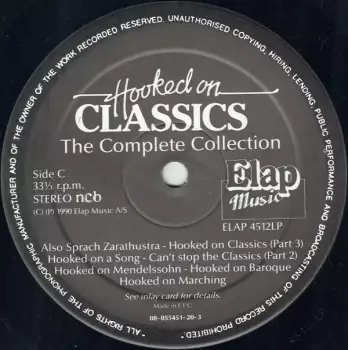 "ALL RIGHTS OF THE PHONOGRAPHIC MANUFACTURER AND OF THE OWNER OF THE WORK RECORDED RESERVED. UNAUTHORISED COPYING, HIRING, LENDING, PUBLIC PERFORMANCE AND BROADCASTING OF THIS RECORD PROHIBITED."
Hooked on
CLASSICS
The Complete Collection
Side C
33⅓ r.p.m.
STEREO ncb
(C) (P) 1990 Elap Music A/S
Elap
Music
ELAP 4512LP
Also Sprach Zarathustra - Hooked on Classics (Part 3)
Hooked on a Song - Can't stop the Classics (Part 2)
Hooked on Mendelssohn - Hooked on Baroque
Hooked on Marching
See inlay card for details.
Made in EEC
08-055451-20-3